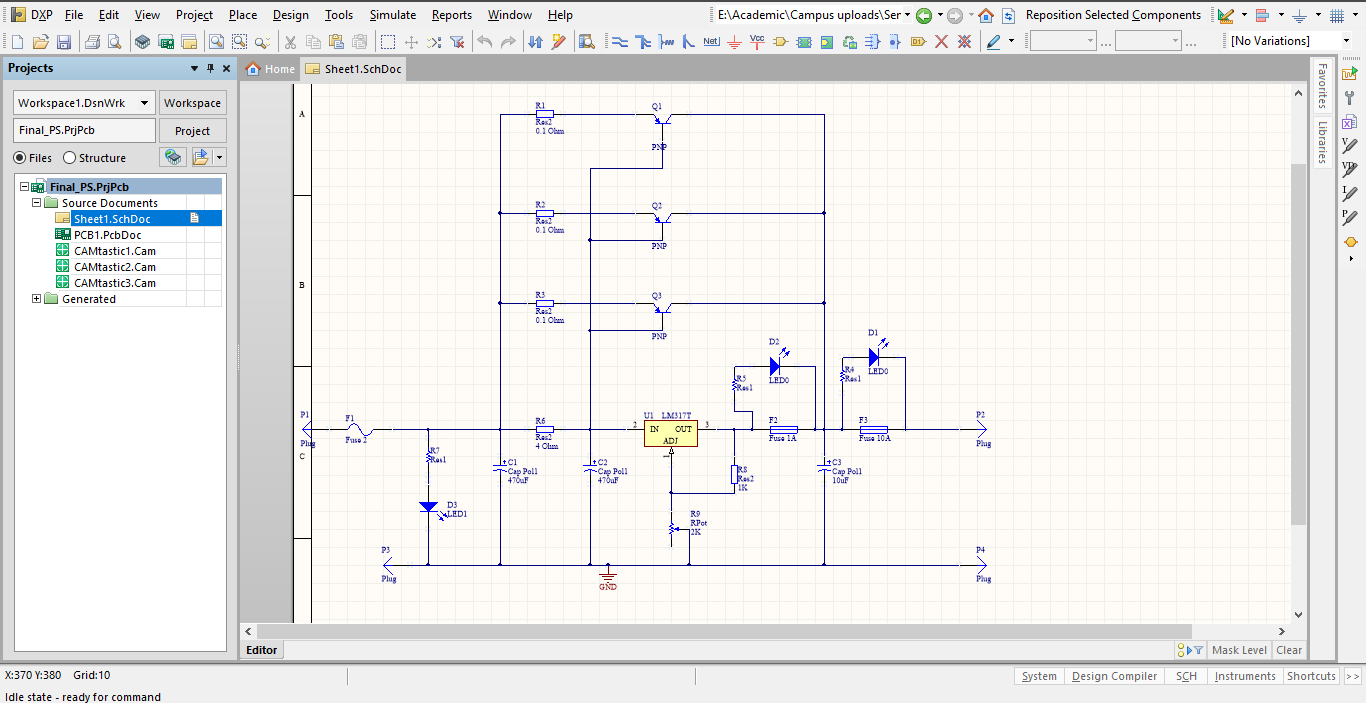 DXP File Edit View Project Place Design Tools Simulate Reports Window Help E:\Academic\Campus uploads\Ser Reposition Selected Components
Net Vcc D1 ... ... [No Variations]
Projects
Home Sheet1.SchDoc
Workspace1.DsnWrk Workspace
Final_PS.PrjPcb Project
Files Structure
Final_PS.PrjPcb
Source Documents
Sheet1.SchDoc
PCB1.PcbDoc
CAMtastic1.Cam
CAMtastic2.Cam
CAMtastic3.Cam
Generated
Favorites
Libraries
V
I
P
A
B
C
R1
Res2
0.1 Ohm
Q1
PNP
R2
Res2
0.1 Ohm
Q2
PNP
R3
Res2
0.1 Ohm
Q3
PNP
D2
LED0
R5
Res1
D1
LED0
R4
Res1
P1
Plug
F1
Fuse 2
R6
Res2
4 Ohm
U1 LM317T
2 IN OUT 3
ADJ
1
F2
Fuse 1A
F3
Fuse 10A
P2
Plug
R7
Res1
C1
Cap Pol1
470uF
C2
Cap Pol1
470uF
R8
Res2
1K
C3
Cap Pol1
10uF
D3
LED1
R9
RPot
2K
P3
Plug
GND
P4
Plug
Editor Mask Level Clear
X:370 Y:380 Grid:10 System Design Compiler SCH Instruments Shortcuts >>
Idle state - ready for command